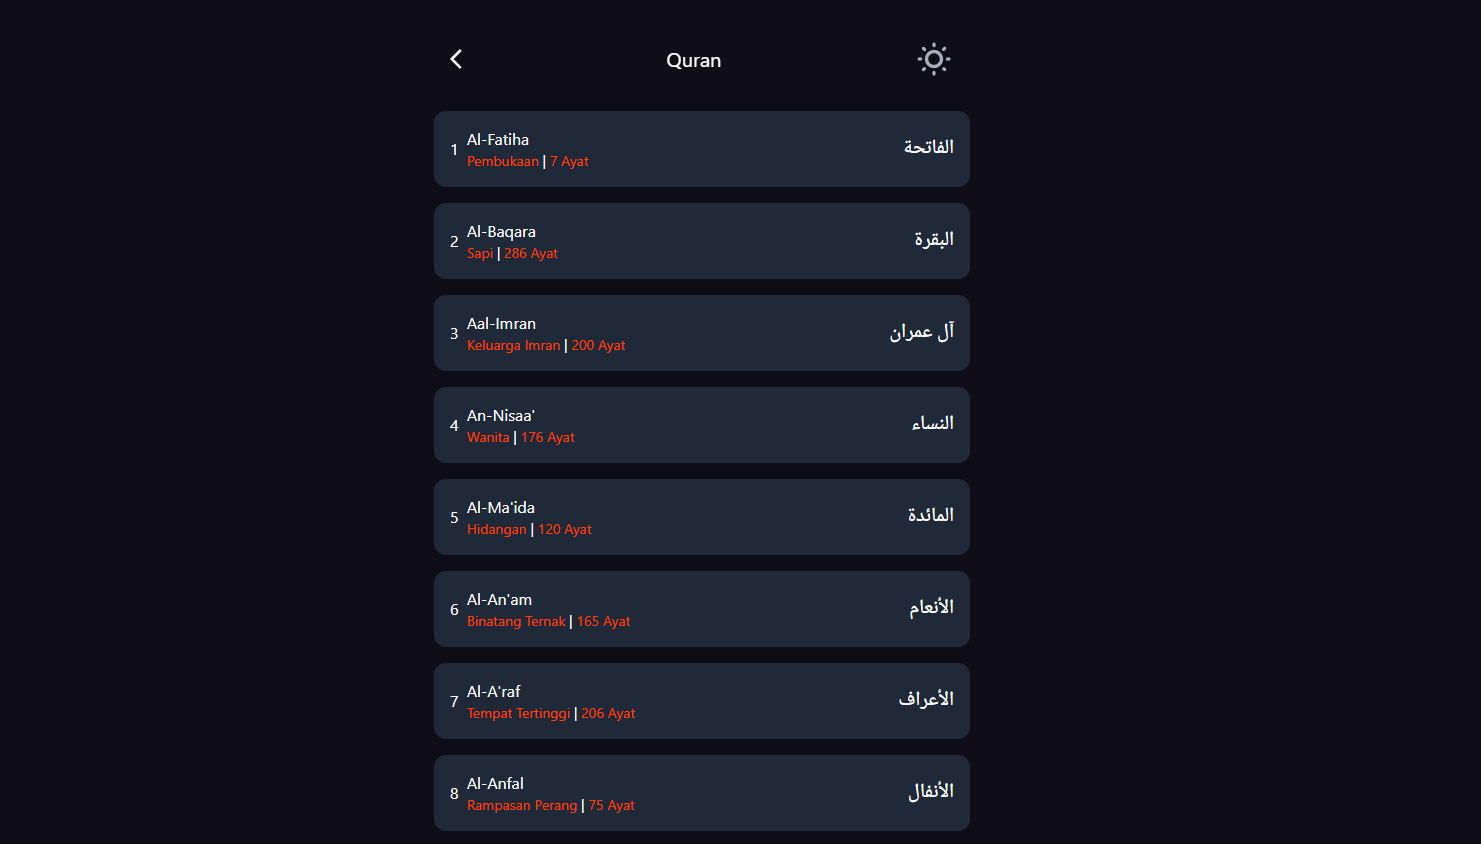 Quran
1
Al-Fatiha
Pembukaan | 7 Ayat
الفاتحة
2
Al-Baqara
Sapi | 286 Ayat
البقرة
3
Aal-Imran
Keluarga Imran | 200 Ayat
آل عمران
4
An-Nisaa'
Wanita | 176 Ayat
النساء
5
Al-Ma'ida
Hidangan | 120 Ayat
المائدة
6
Al-An'am
Binatang Ternak | 165 Ayat
الأنعام
7
Al-A'raf
Tempat Tertinggi | 206 Ayat
الأعراف
8
Al-Anfal
Rampasan Perang | 75 Ayat
الأنفال